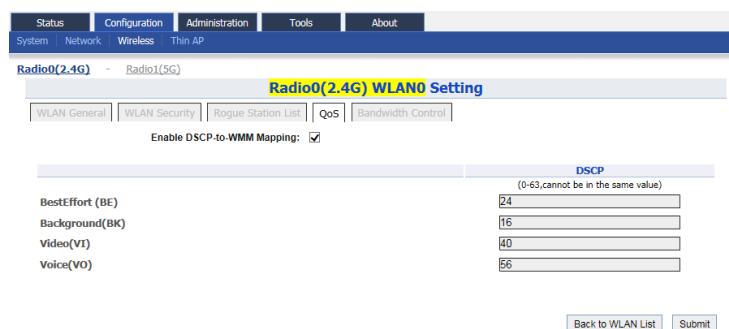 Status Configuration Administration Tools About
System Network Wireless Thin AP
Radio0(2.4G) - Radio1(5G)
Radio0(2.4G) WLAN0 Setting
WLAN General WLAN Security Rogue Station List QoS Bandwidth Control
Enable DSCP-to-WMM Mapping:
DSCP
(0-63,cannot be in the same value)
BestEffort (BE) 24
Background(BK) 16
Video(VI) 40
Voice(VO) 56
Back to WLAN List Submit